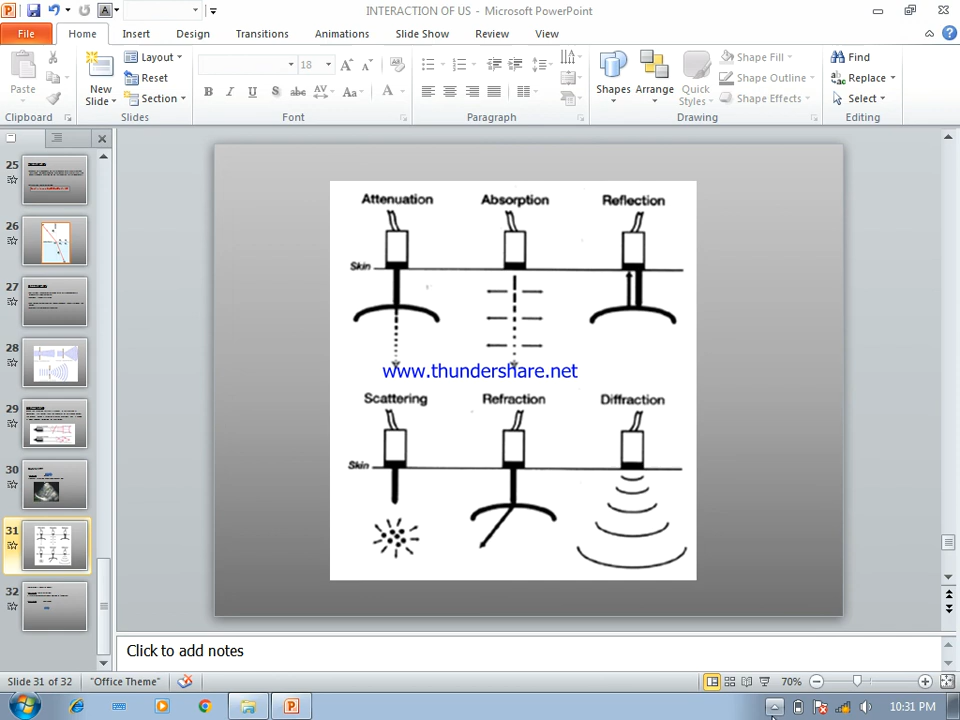 INTERACTION OF US - Microsoft PowerPoint
File Home Insert Design Transitions Animations Slide Show Review View
Paste
New Slide
Layout
Reset
Section
18
B I U S abc AV Aa A
Shapes
Arrange
Quick Styles
Shape Fill
Shape Outline
Shape Effects
Find
Replace
Select
Clipboard Slides Font Paragraph Drawing Editing
25
26
27
28
29
30
31
32
Attenuation Absorption Reflection
Skin
www.thundershare.net
Scattering Refraction Diffraction
Skin
Click to add notes
Slide 31 of 32 "Office Theme" 70%
10:31 PM